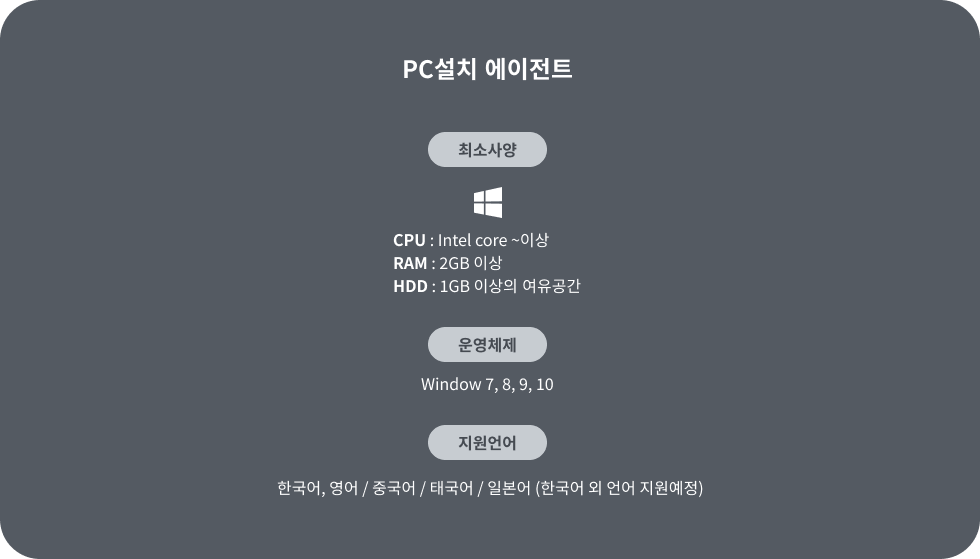 PC설치 에이전트
최소사양
CPU : Intel core ~이상
RAM : 2GB 이상
HDD : 1GB 이상의 여유공간
운영체제
Window 7, 8, 9, 10
지원언어
한국어, 영어 / 중국어 / 태국어 / 일본어 (한국어 외 언어 지원예정)